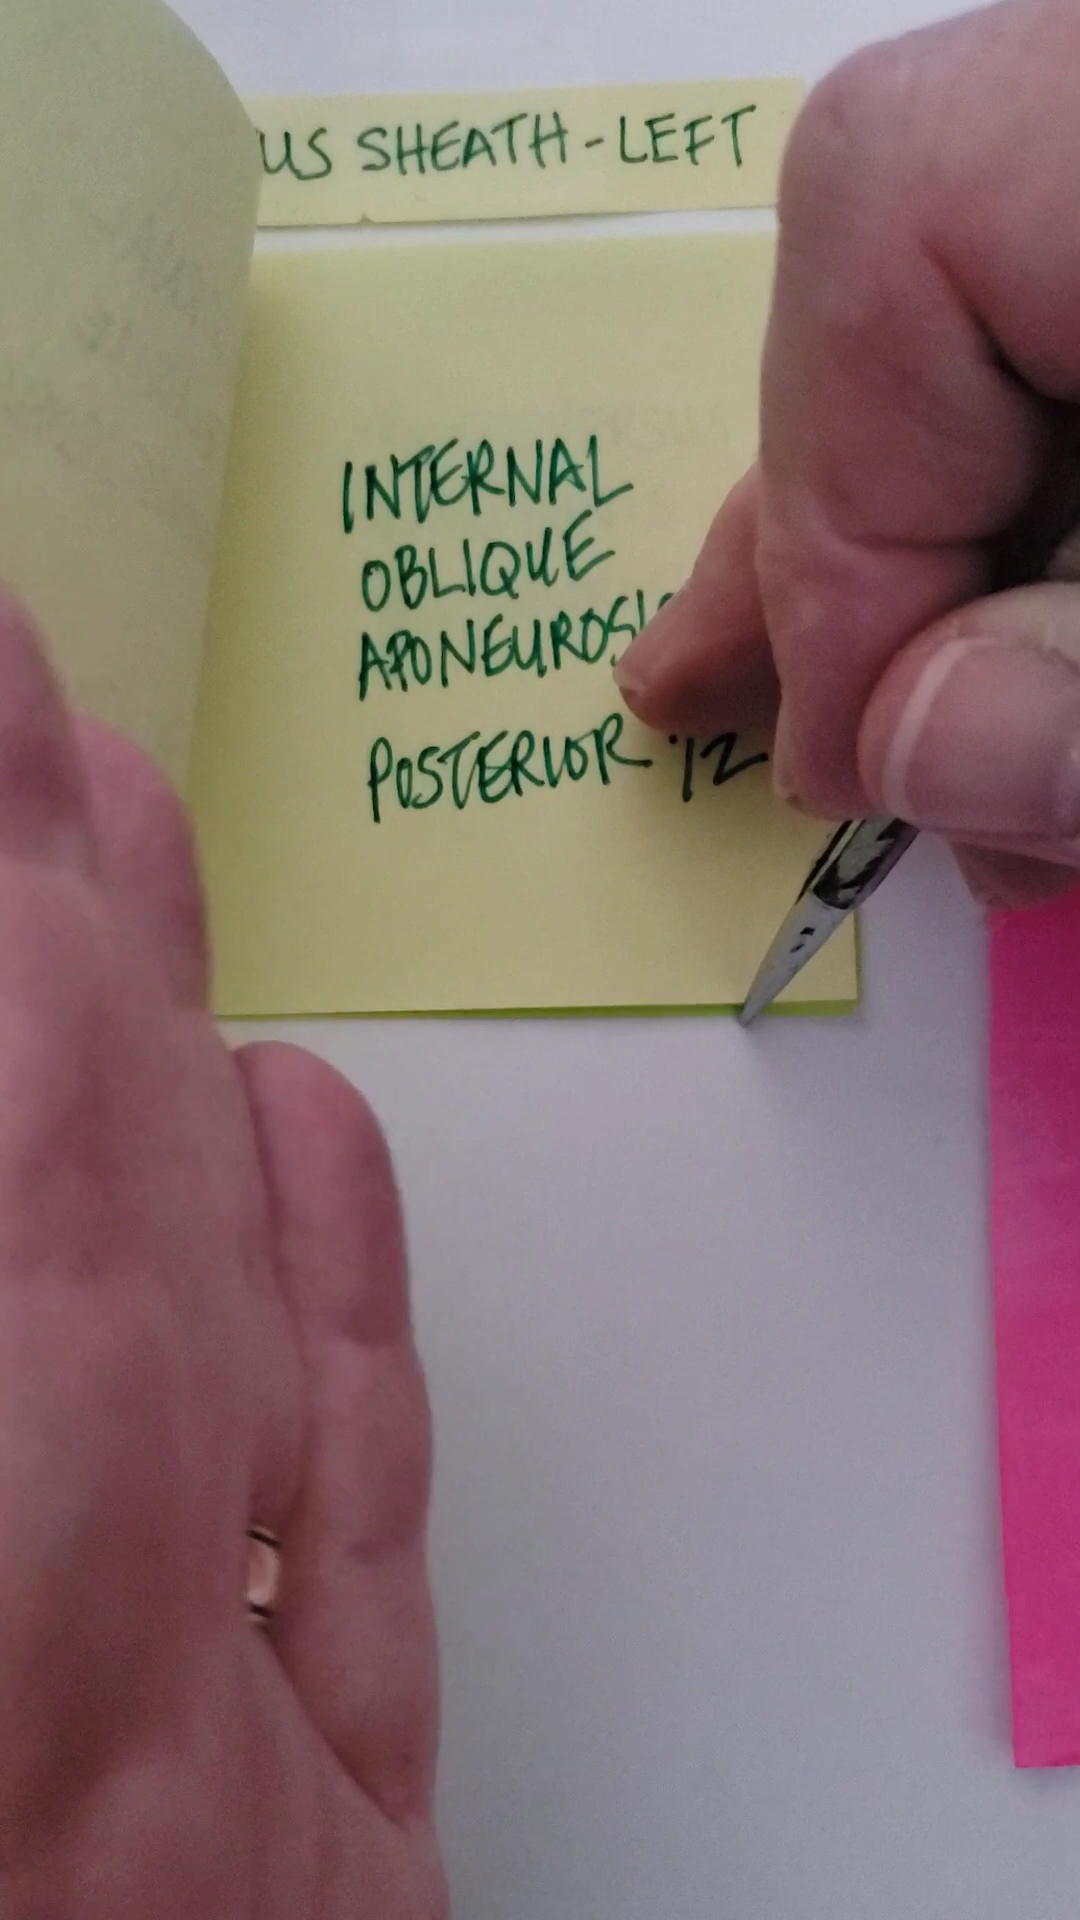 US SHEATH-LEFT
INTERNAL
OBLIQUE
APONEUROSIS
POSTERIOR